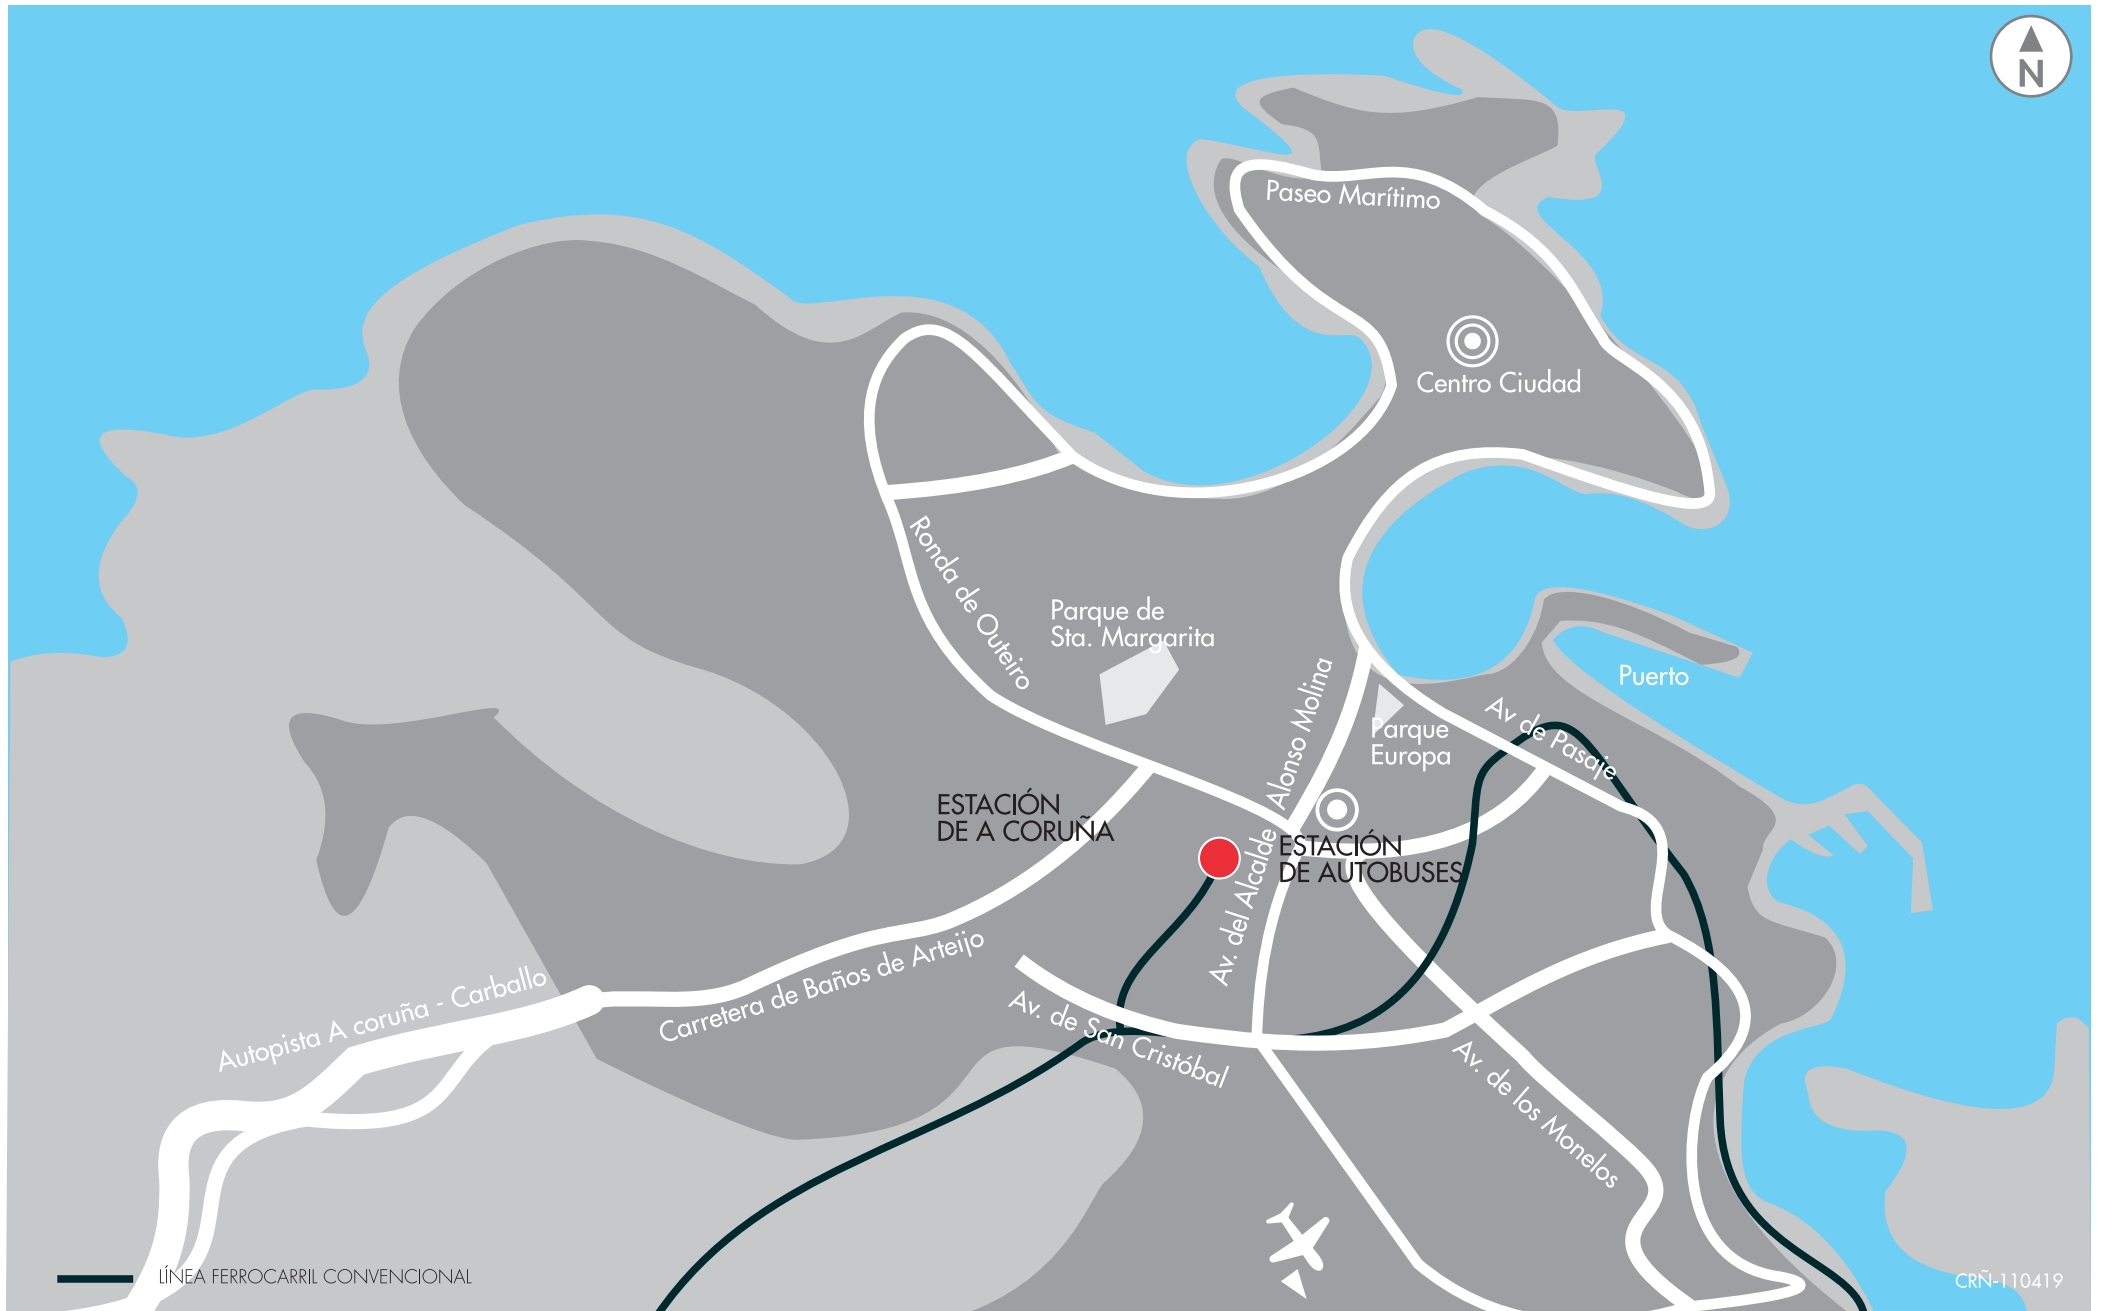 N
Paseo Marítimo
Centro Ciudad
Ronda de Outeiro
Parque de
Sta. Margarita
Puerto
Alonso Molina
Av. del Alcalde
Parque
Europa
Av de Pasaje
ESTACIÓN
DE A CORUÑA
ESTACIÓN
DE AUTOBUSES
Autopista A coruña - Carballo
Carretera de Baños de Arteijo
Av. de San Cristóbal
Av. de los Monelos
LÍNEA FERROCARRIL CONVENCIONAL
CRÑ-110419